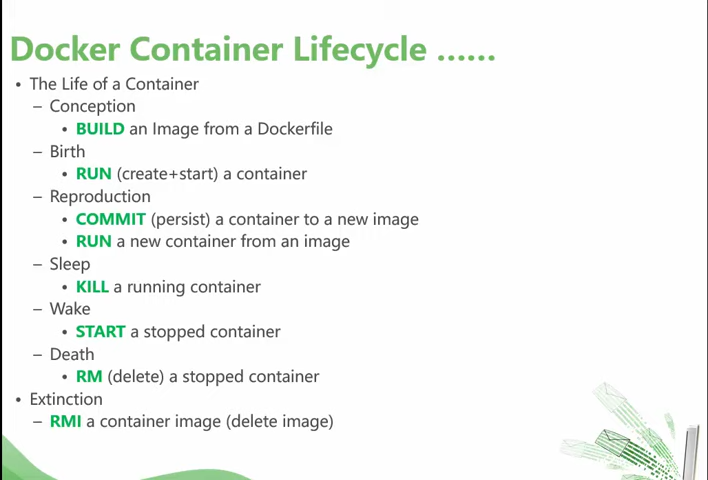 Docker Container Lifecycle ......
• The Life of a Container
– Conception
• BUILD an Image from a Dockerfile
– Birth
• RUN (create+start) a container
– Reproduction
• COMMIT (persist) a container to a new image
• RUN a new container from an image
– Sleep
• KILL a running container
– Wake
• START a stopped container
– Death
• RM (delete) a stopped container
• Extinction
– RMI a container image (delete image)